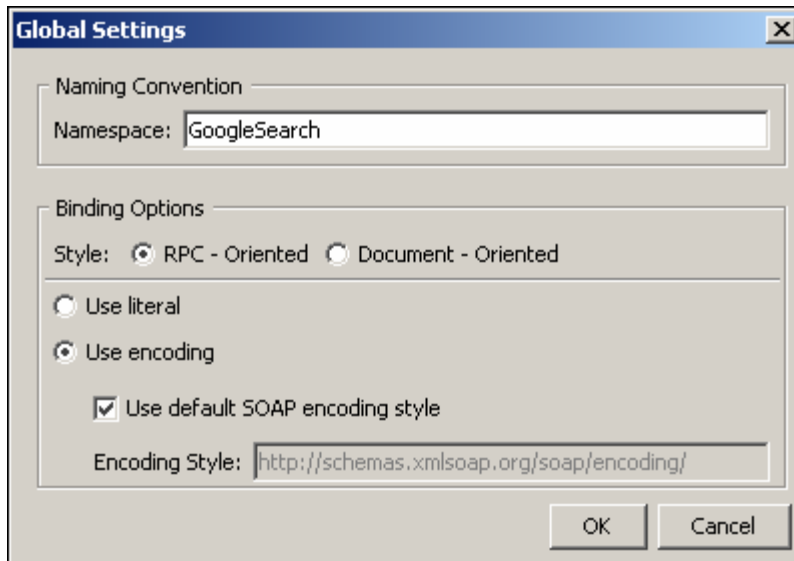 Global Settings
Naming Convention
Namespace: GoogleSearch
Binding Options
Style: RPC - Oriented Document - Oriented
Use literal
Use encoding
Use default SOAP encoding style
Encoding Style: http://schemas.xmlsoap.org/soap/encoding/
OK Cancel